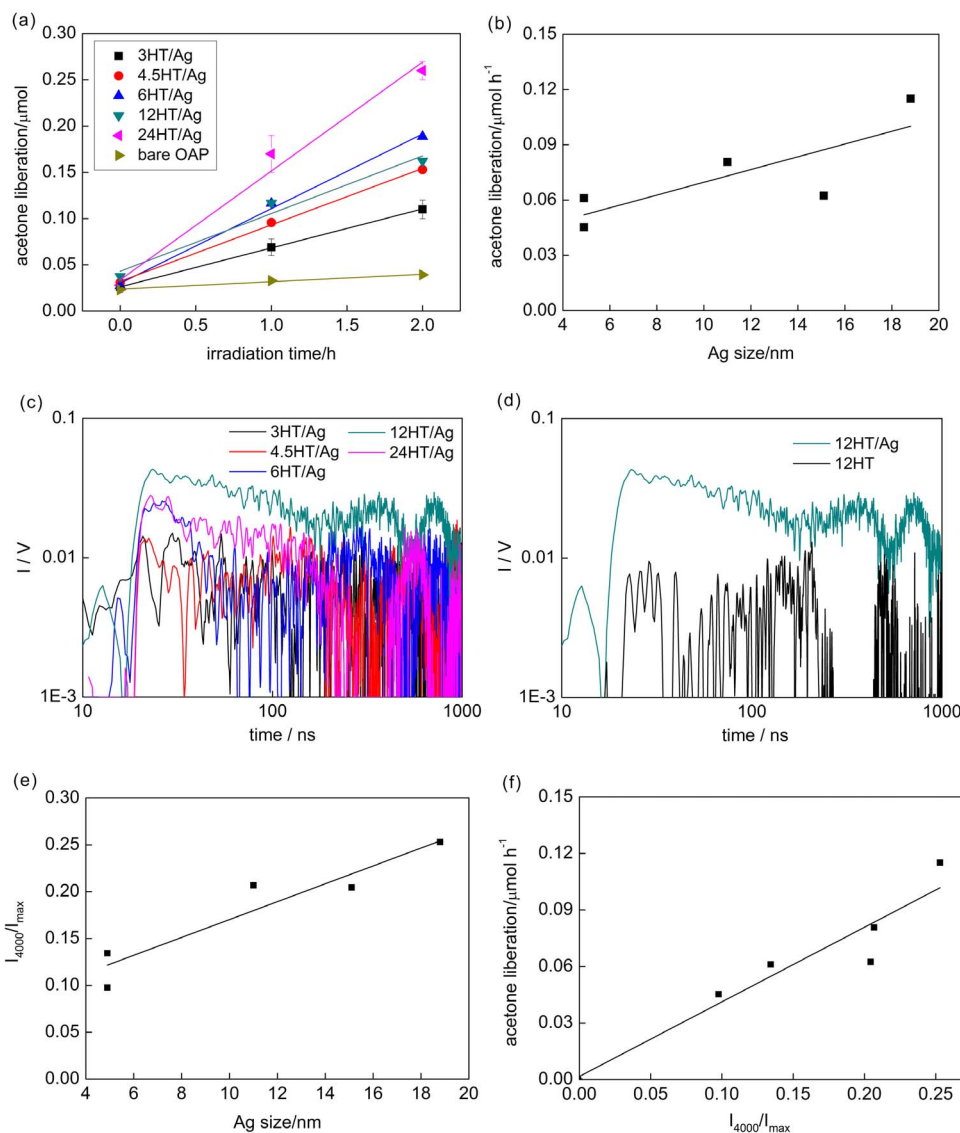 (a)
0.30
0.25
0.20
0.15
0.10
0.05
0.00
acetone liberation/μmol
3HT/Ag
4.5HT/Ag
6HT/Ag
12HT/Ag
24HT/Ag
bare OAP
0.0 0.5 1.0 1.5 2.0
irradiation time/h
(b)
0.15
0.12
0.09
0.06
0.03
0.00
acetone liberation/μmol h⁻¹
4 6 8 10 12 14 16 18 20
Ag size/nm
(c)
0.1
0.01
1E-3
I / V
3HT/Ag 12HT/Ag
4.5HT/Ag 24HT/Ag
6HT/Ag
10 100 1000
time / ns
(d)
0.1
0.01
1E-3
I / V
12HT/Ag
12HT
10 100 1000
time / ns
(e)
0.30
0.25
0.20
0.15
0.10
0.05
0.00
I₄₀₀₀/Iₘₐₓ
4 6 8 10 12 14 16 18 20
Ag size/nm
(f)
0.15
0.12
0.09
0.06
0.03
0.00
acetone liberation/μmol h⁻¹
0.00 0.05 0.10 0.15 0.20 0.25
I₄₀₀₀/Iₘₐₓ